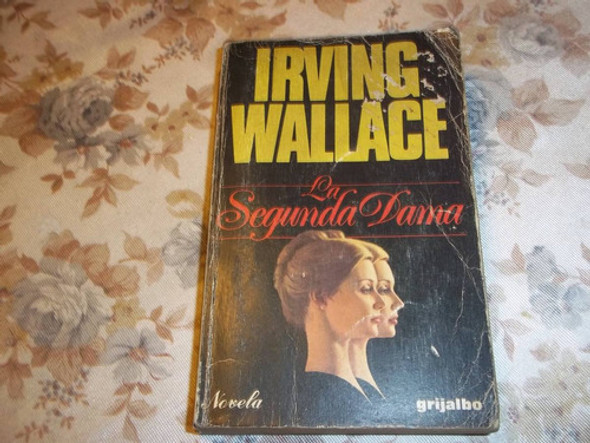 IRVING
WALLACE
La
Segunda Dama
Novela
grijalbo